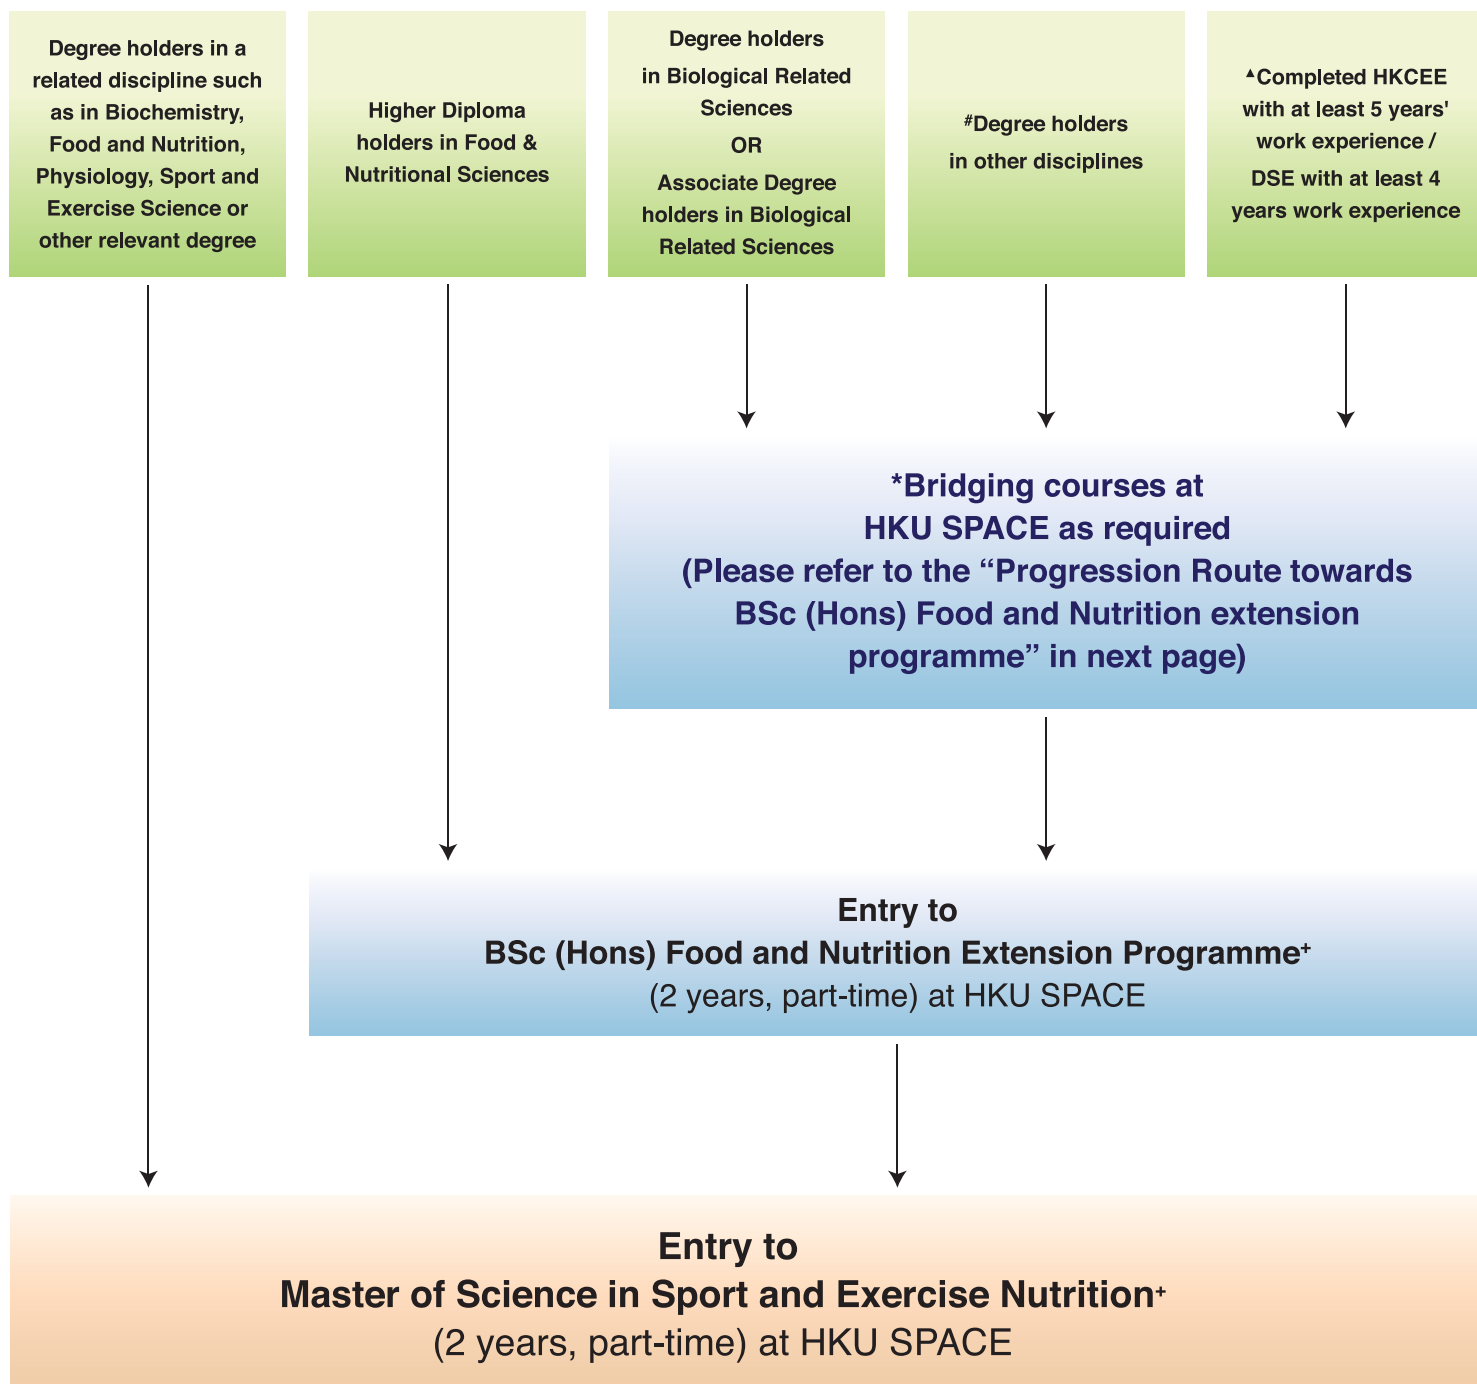 Degree holders in a
related discipline such
as in Biochemistry,
Food and Nutrition,
Physiology, Sport and
Exercise Science or
other relevant degree
Higher Diploma
holders in Food &
Nutritional Sciences
Degree holders
in Biological Related
Sciences
OR
Associate Degree
holders in Biological
Related Sciences
#Degree holders
in other disciplines
▲Completed HKCEE
with at least 5 years'
work experience /
DSE with at least 4
years work experience
*Bridging courses at
HKU SPACE as required
(Please refer to the “Progression Route towards
BSc (Hons) Food and Nutrition extension
programme” in next page)
Entry to
BSc (Hons) Food and Nutrition Extension Programme+
(2 years, part-time) at HKU SPACE
Entry to
Master of Science in Sport and Exercise Nutrition+
(2 years, part-time) at HKU SPACE